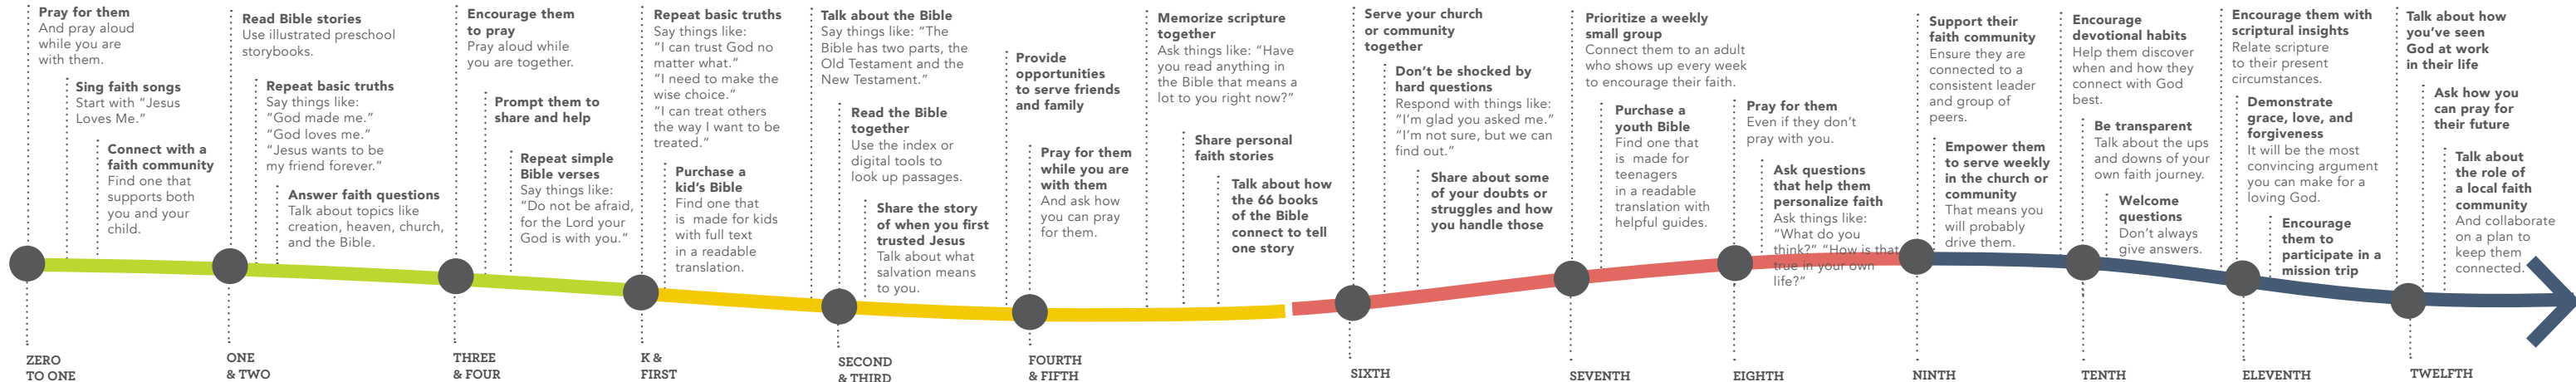 Pray for them
And pray aloud
while you are
with them.
Sing faith songs
Start with “Jesus
Loves Me.”
Connect with a
faith community
Find one that
supports both
you and your
child.
ZERO
TO ONE
Read Bible stories
Use illustrated preschool
storybooks.
Repeat basic truths
Say things like:
“God made me.”
“God loves me.”
“Jesus wants to be
my friend forever.”
Answer faith questions
Talk about topics like
creation, heaven, church,
and the Bible.
ONE
& TWO
Encourage them
to pray
Pray aloud while
you are together.
Prompt them to
share and help
Repeat simple
Bible verses
Say things like:
“Do not be afraid,
for the Lord your
God is with you.”
THREE
& FOUR
Repeat basic truths
Say things like:
“I can trust God no
matter what.”
“I need to make the
wise choice.”
“I can treat others
the way I want to be
treated.”
Purchase a
kid’s Bible
Find one that
is made for kids
with full text
in a readable
translation.
K &
FIRST
Talk about the Bible
Say things like: “The
Bible has two parts, the
Old Testament and the
New Testament.”
Read the Bible
together
Use the index or
digital tools to
look up passages.
Share the story
of when you first
trusted Jesus
Talk about what
salvation means
to you.
SECOND
& THIRD
Provide
opportunities
to serve friends
and family
Pray for them
while you are
with them
And ask how
you can pray
for them.
FOURTH
& FIFTH
Memorize scripture
together
Ask things like: “Have
you read anything in
the Bible that means a
lot to you right now?”
Share personal
faith stories
Talk about how
the 66 books
of the Bible
connect to tell
one story
Serve your church
or community
together
Don’t be shocked by
hard questions
Respond with things like:
“I’m glad you asked me.”
“I’m not sure, but we can
find out.”
Share about some
of your doubts or
struggles and how
you handle those
SIXTH
Prioritize a weekly
small group
Connect them to an adult
who shows up every week
to encourage their faith.
Purchase a
youth Bible
Find one that
is made for
teenagers
in a readable
translation with
helpful guides.
SEVENTH
Pray for them
Even if they don’t
pray with you.
Ask questions
that help them
personalize faith
Ask things like:
“What do you
think?” “How is that
true in your own
life?”
EIGHTH
Support their
faith community
Ensure they are
connected to a
consistent leader
and group of
peers.
Empower them
to serve weekly
in the church or
community
That means you
will probably
drive them.
NINTH
Encourage
devotional habits
Help them discover
when and how they
connect with God
best.
Be transparent
Talk about the ups
and downs of your
own faith journey.
Welcome
questions
Don’t always
give answers.
TENTH
Encourage them with
scriptural insights
Relate scripture
to their present
circumstances.
Demonstrate
grace, love, and
forgiveness
It will be the most
convincing argument
you can make for a
loving God.
Encourage
them to
participate in a
mission trip
ELEVENTH
Talk about how
you’ve seen
God at work
in their life
Ask how you
can pray for
their future
Talk about
the role of
a local faith
community
And collaborate
on a plan to
keep them
connected.
TWELFTH